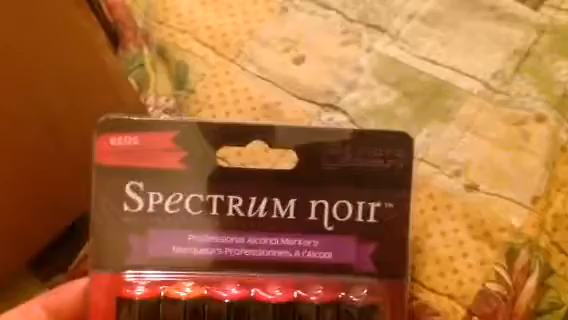 REDS
SPECTRUM NOIR™
Professional Alcohol Markers
Marqueurs Professionnels À l'Alcool